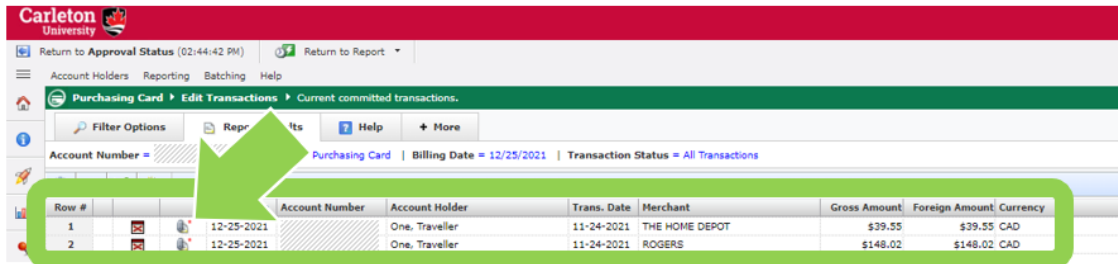 Carleton
University
Return to Approval Status (02:44:42 PM) Return to Report
Account Holders Reporting Batching Help
Purchasing Card Edit Transactions Current committed transactions.
Filter Options Help + More
Account Number = Purchasing Card | Billing Date = 12/25/2021 | Transaction Status = All Transactions
Row # Account Number Account Holder Trans. Date Merchant Gross Amount Foreign Amount Currency
1 12-25-2021 One, Traveller 11-24-2021 THE HOME DEPOT $39.55 $39.55 CAD
2 12-25-2021 One, Traveller 11-24-2021 ROGERS $148.02 $148.02 CAD